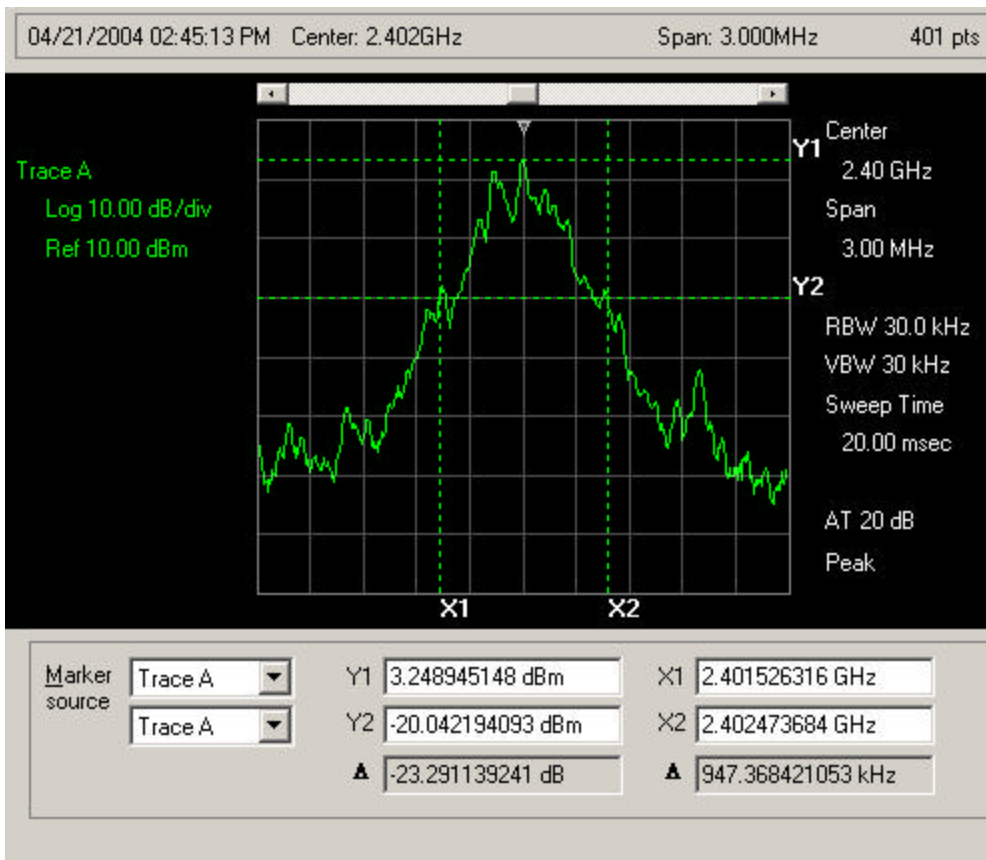 04/21/2004 02:45:13 PM Center: 2.402GHz Span: 3.000MHz 401 pts
Trace A
Log 10.00 dB/div
Ref 10.00 dBm
Y1
Y2
X1 X2
Center
2.40 GHz
Span
3.00 MHz
RBW 30.0 kHz
VBW 30 kHz
Sweep Time
20.00 msec
AT 20 dB
Peak
Marker source
Trace A
Trace A
Y1 3.248945148 dBm X1 2.401526316 GHz
Y2 -20.042194093 dBm X2 2.402473684 GHz
Δ -23.291139241 dB Δ 947.368421053 kHz